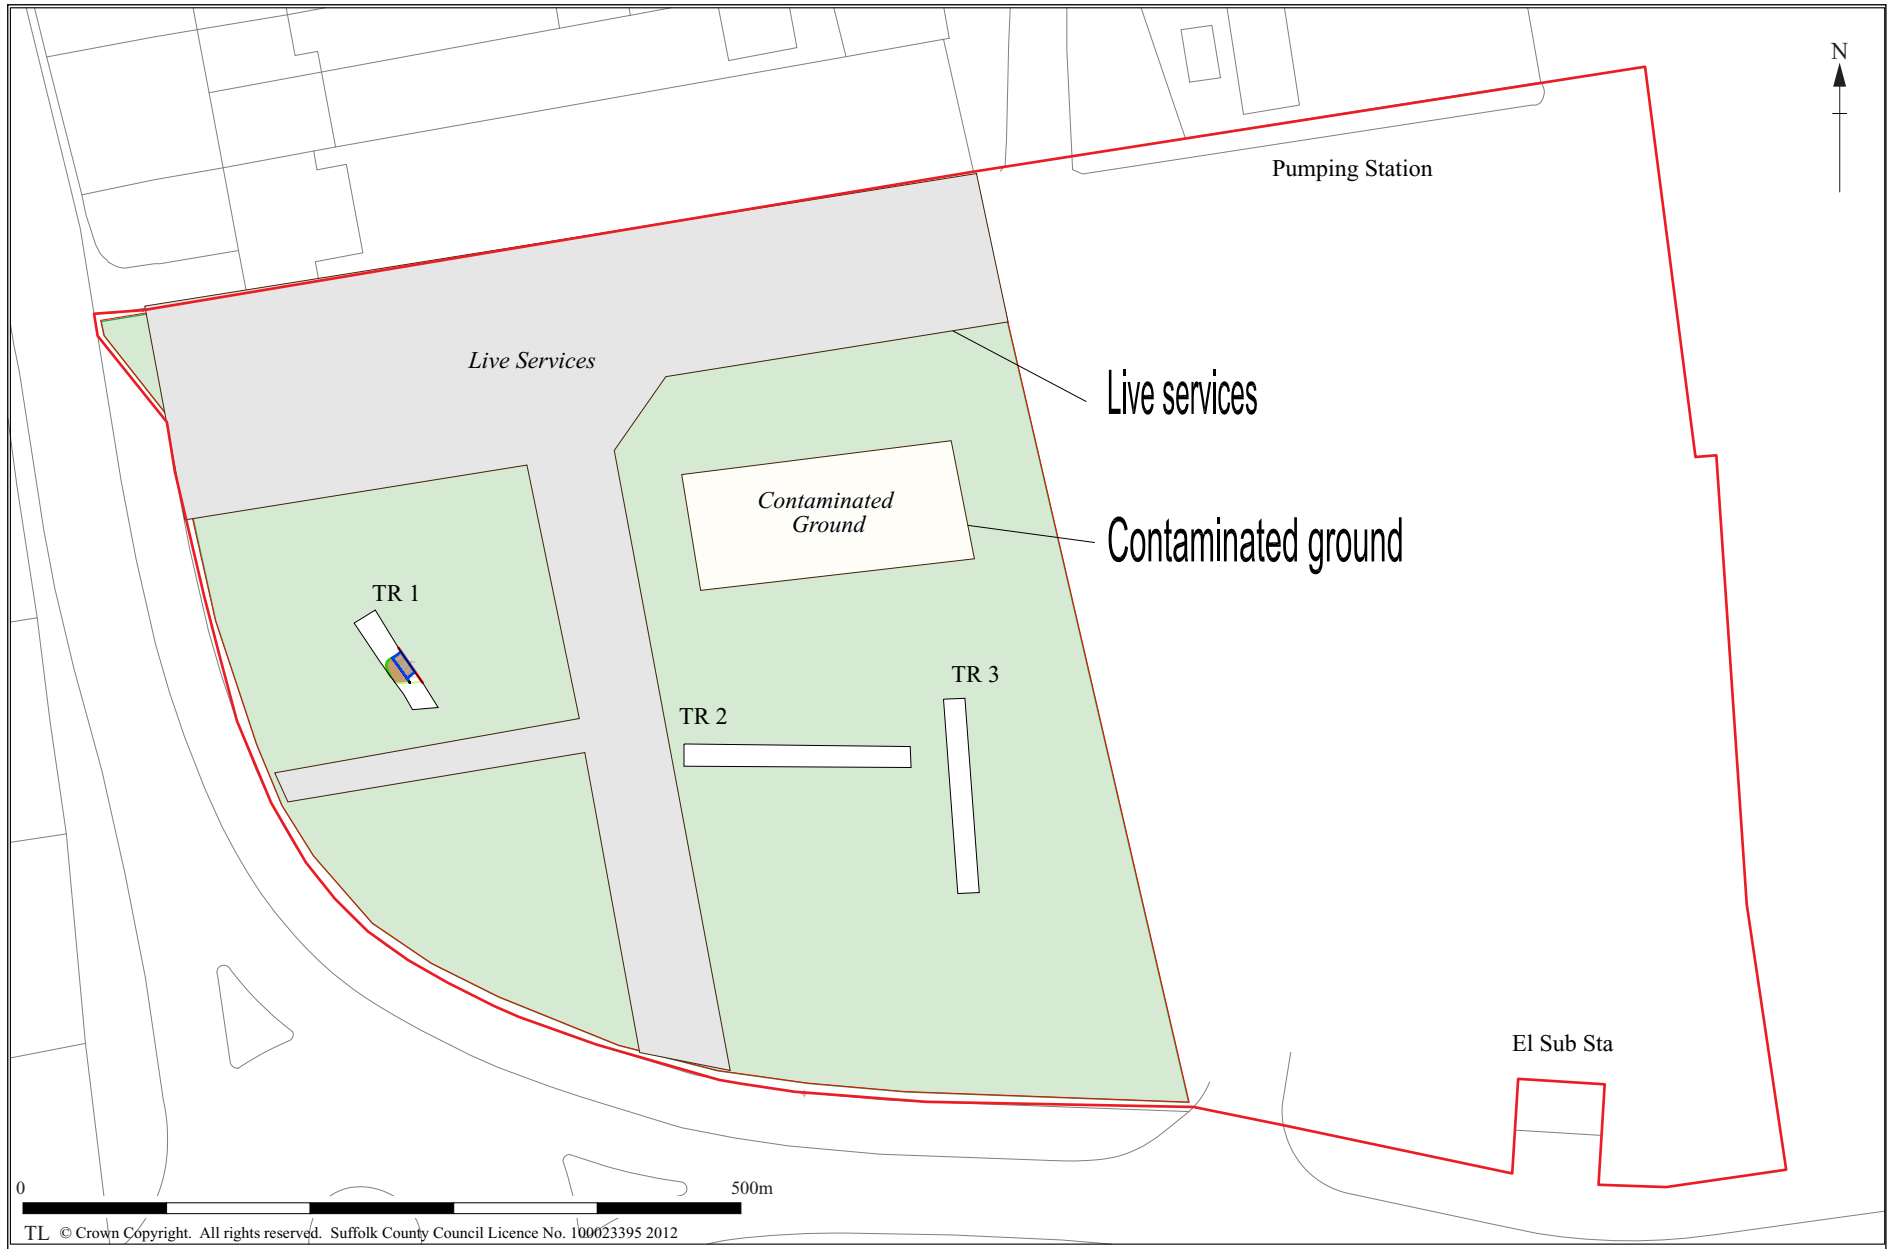 N
Pumping Station
Live Services
Live services
Contaminated
Ground
Contaminated ground
TR 1
TR 3
TR 2
El Sub Sta
0
500m
TL © Crown Copyright. All rights reserved. Suffolk County Council Licence No. 100023395 2012